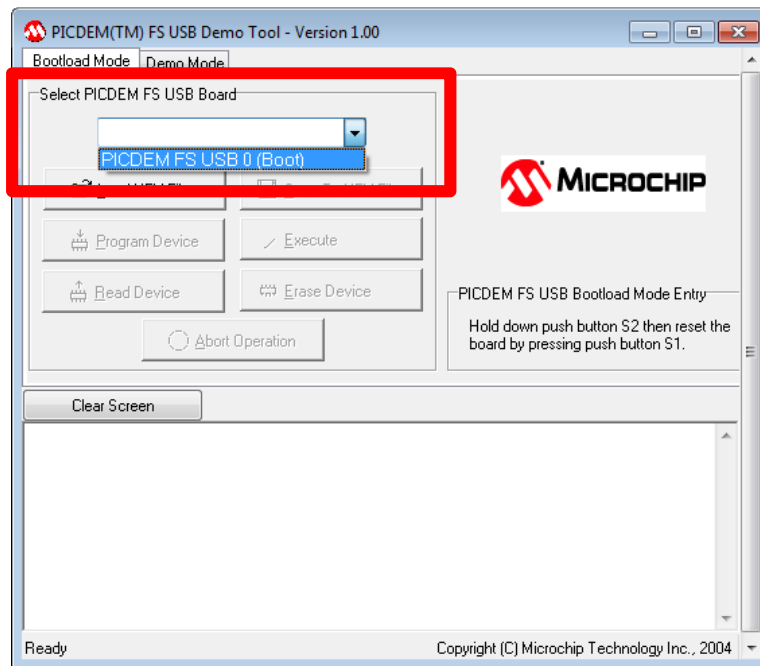 PICDEM(TM) FS USB Demo Tool - Version 1.00
Bootload Mode Demo Mode
Select PICDEM FS USB Board
PICDEM FS USB 0 (Boot)
MICROCHIP
Program Device
Execute
Read Device
Erase Device
Abort Operation
PICDEM FS USB Bootload Mode Entry
Hold down push button S2 then reset the
board by pressing push button S1.
Clear Screen
Ready
Copyright (C) Microchip Technology Inc., 2004